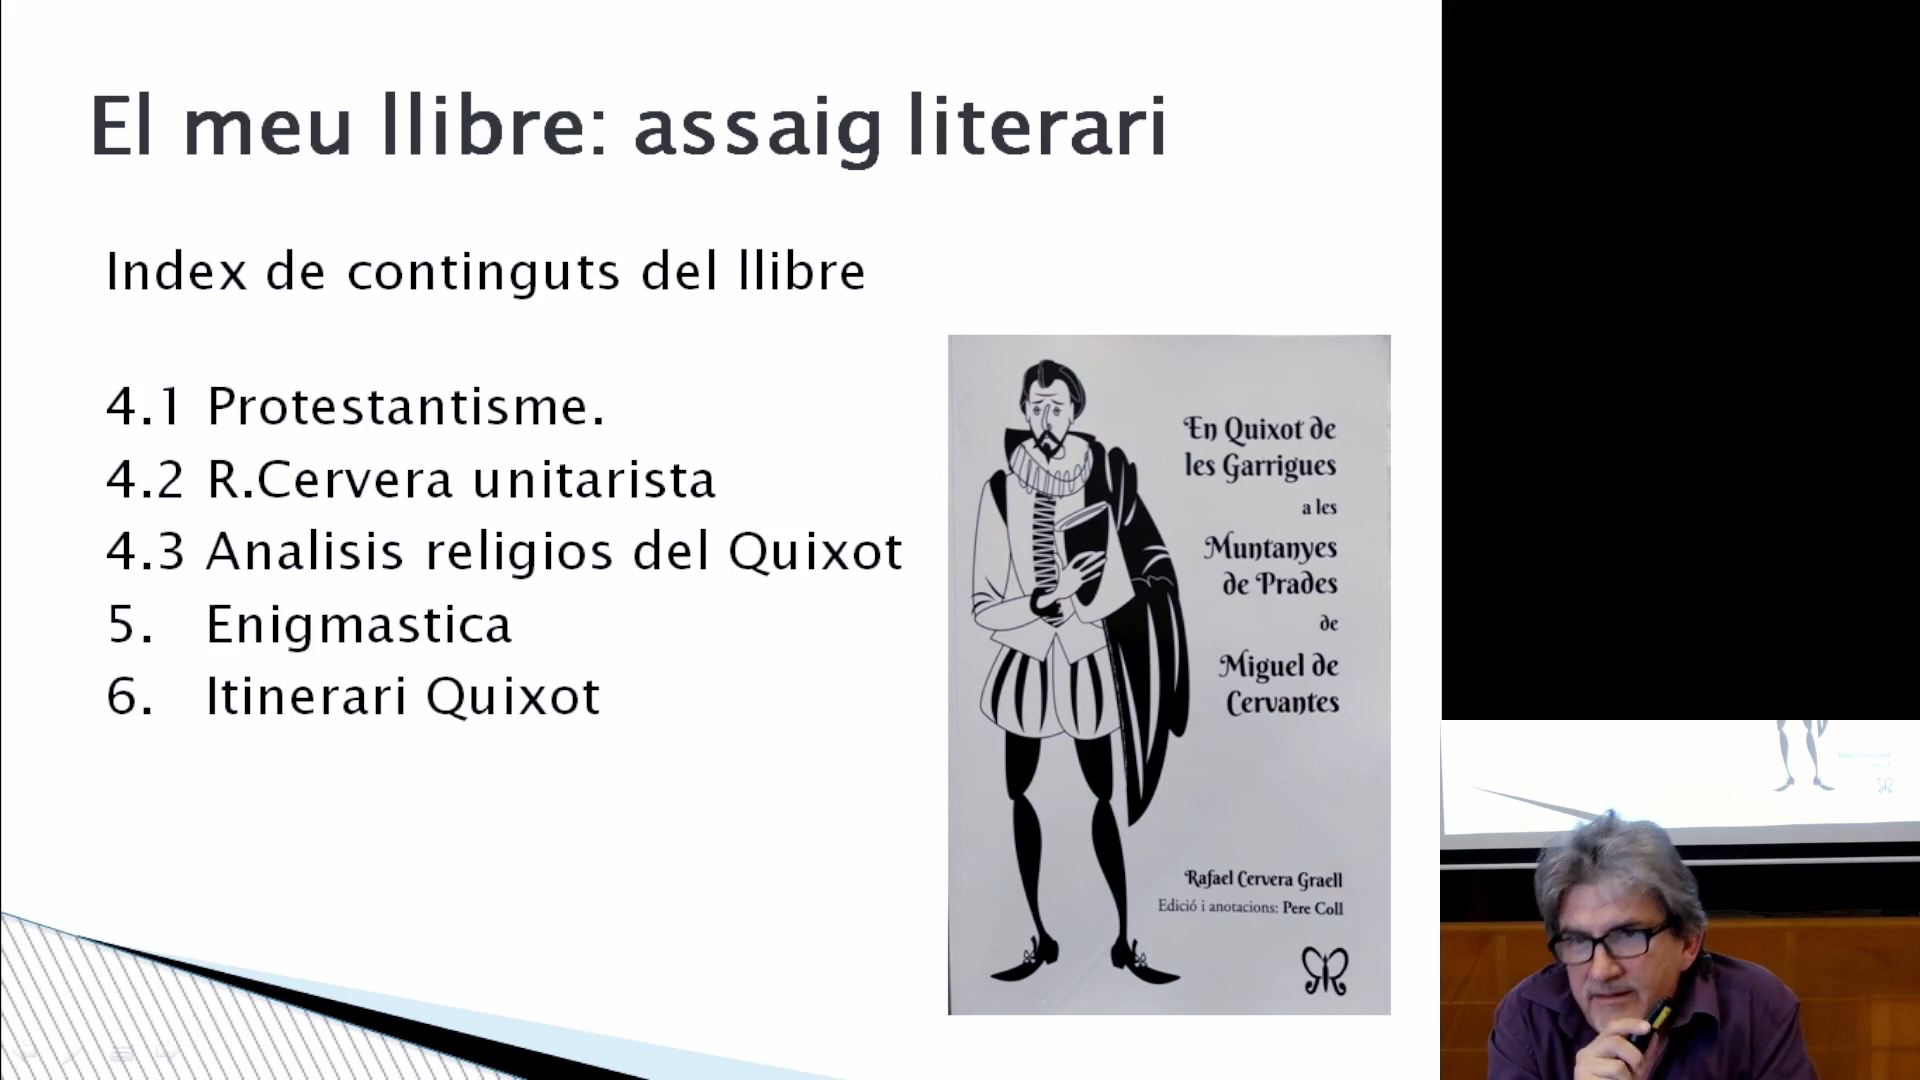 El meu llibre: assaig literari
Index de continguts del llibre
4.1 Protestantisme.
4.2 R.Cervera unitarista
4.3 Analisis religios del Quixot
5. Enigmastica
6. Itinerari Quixot
En Quixot de
les Garrigues
a les
Muntanyes
de Prades
de
Miguel de
Cervantes
Rafael Cervera Graell
Edició i anotacions: Pere Coll